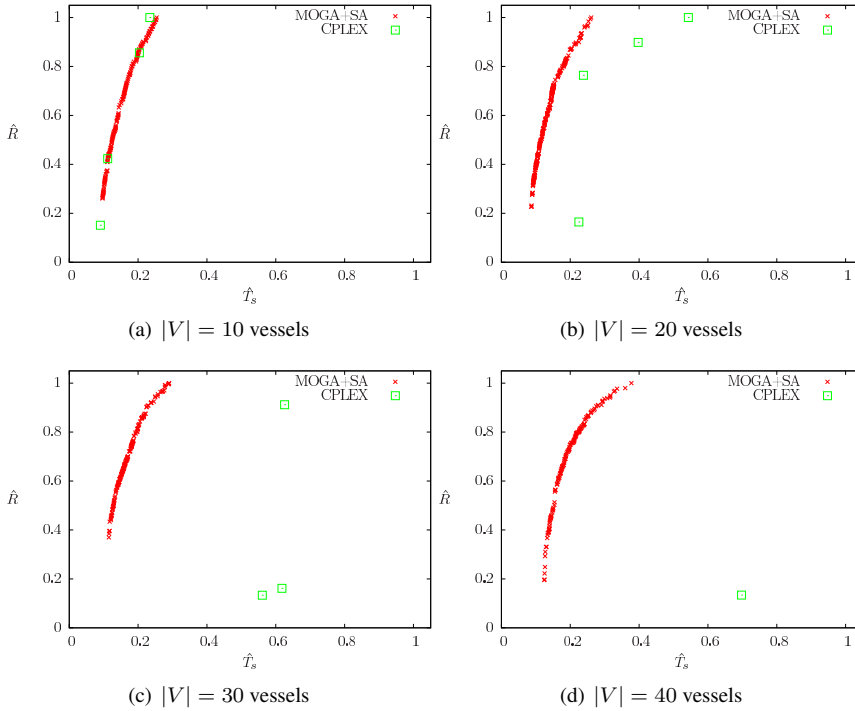 MOGA+SA
CPLEX
1
0.8
0.6
0.4
0.2
0
R̂
0 0.2 0.4 0.6 0.8 1
T̂s
(a) |V| = 10 vessels
MOGA+SA
CPLEX
1
0.8
0.6
0.4
0.2
0
R̂
0 0.2 0.4 0.6 0.8 1
T̂s
(b) |V| = 20 vessels
MOGA+SA
CPLEX
1
0.8
0.6
0.4
0.2
0
R̂
0 0.2 0.4 0.6 0.8 1
T̂s
(c) |V| = 30 vessels
MOGA+SA
CPLEX
1
0.8
0.6
0.4
0.2
0
R̂
0 0.2 0.4 0.6 0.8 1
T̂s
(d) |V| = 40 vessels